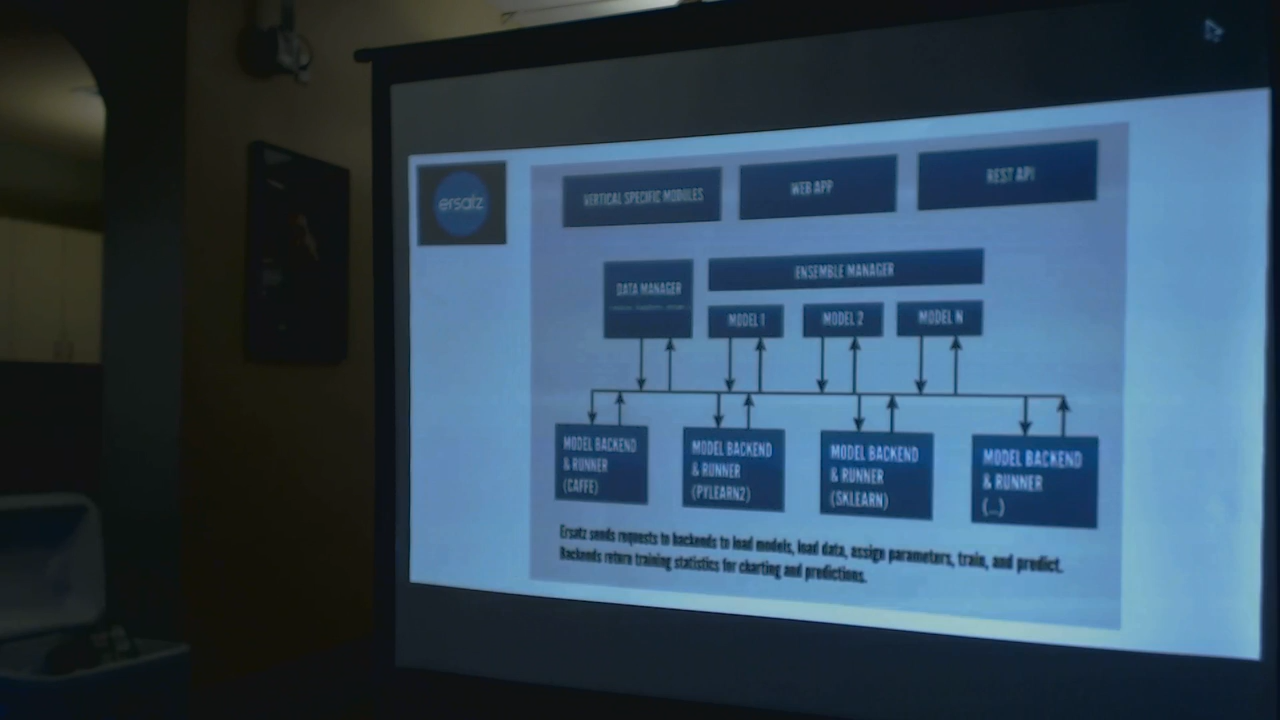 ersatz
VERTICAL SPECIFIC MODULES
WEB APP
REST API
DATA MANAGER
ENSEMBLE MANAGER
MODEL 1
MODEL 2
MODEL N
MODEL BACKEND
& RUNNER
(CAFFE)
MODEL BACKEND
& RUNNER
(PYLEARN2)
MODEL BACKEND
& RUNNER
(SKLEARN)
MODEL BACKEND
& RUNNER
(...)
Ersatz sends requests to backends to load models, load data, assign parameters, train, and predict.
Backends return training statistics for charting and predictions.